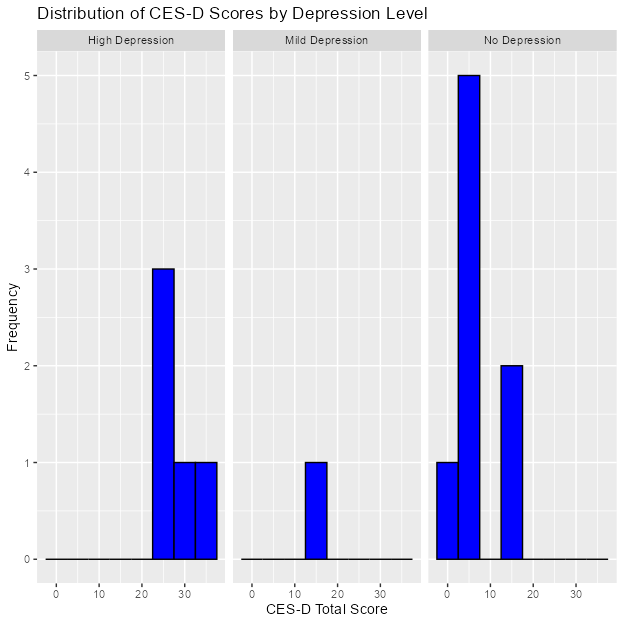 Distribution of CES-D Scores by Depression Level
High Depression
Mild Depression
No Depression
5
4
3
2
1
0
Frequency
0 10 20 30
0 10 20 30
0 10 20 30
CES-D Total Score